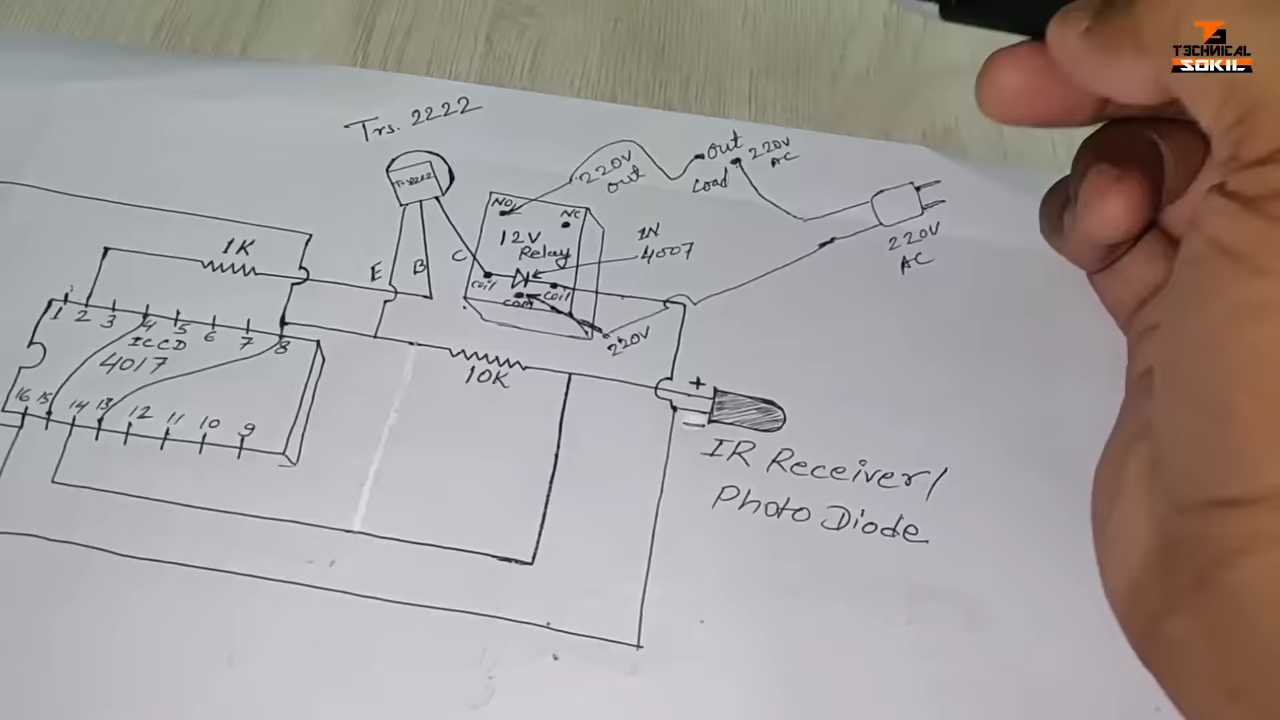 TECHNICAL
SOKIL
Trs. 2222
T-2222
220V
out
out
Load
220V
AC
220V
AC
NO
NC
12V
Relay
IN
4007
E
B
C
coil
coil
com
220V
1K
1
2
3
4
5
6
7
8
ICCD
4017
16
15
14
13
12
11
10
9
10K
+
–
IR Receiver/
Photo Diode